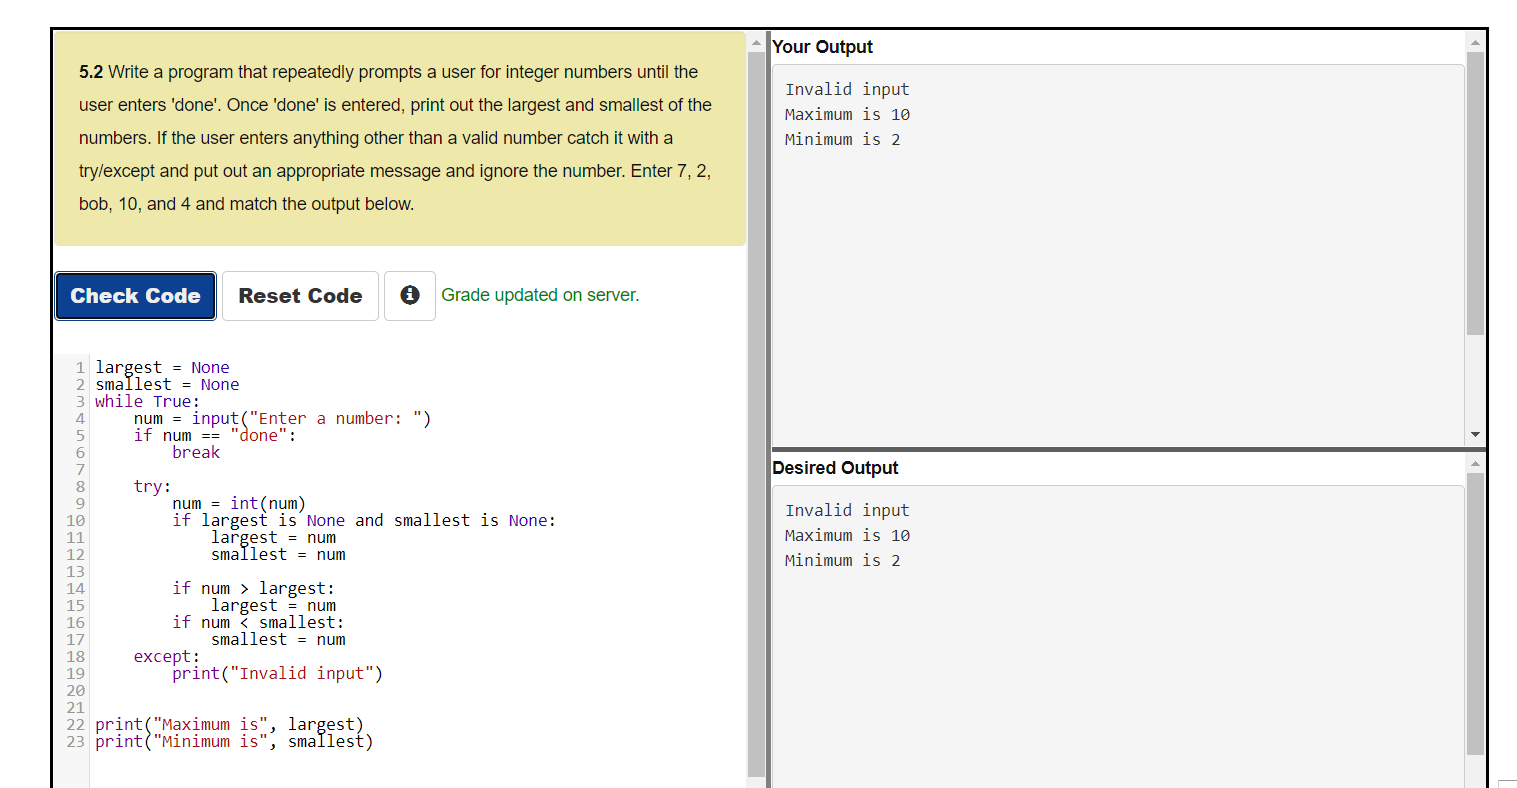 5.2 Write a program that repeatedly prompts a user for integer numbers until the
user enters 'done'. Once 'done' is entered, print out the largest and smallest of the
numbers. If the user enters anything other than a valid number catch it with a
try/except and put out an appropriate message and ignore the number. Enter 7, 2,
bob, 10, and 4 and match the output below.
Check Code Reset Code Grade updated on server.
1 largest = None
2 smallest = None
3 while True:
4     num = input("Enter a number: ")
5     if num == "done":
6         break
7
8     try:
9         num = int(num)
10         if largest is None and smallest is None:
11             largest = num
12             smallest = num
13
14         if num > largest:
15             largest = num
16         if num < smallest:
17             smallest = num
18     except:
19         print("Invalid input")
20
21
22 print("Maximum is", largest)
23 print("Minimum is", smallest)
Your Output
Invalid input
Maximum is 10
Minimum is 2
Desired Output
Invalid input
Maximum is 10
Minimum is 2